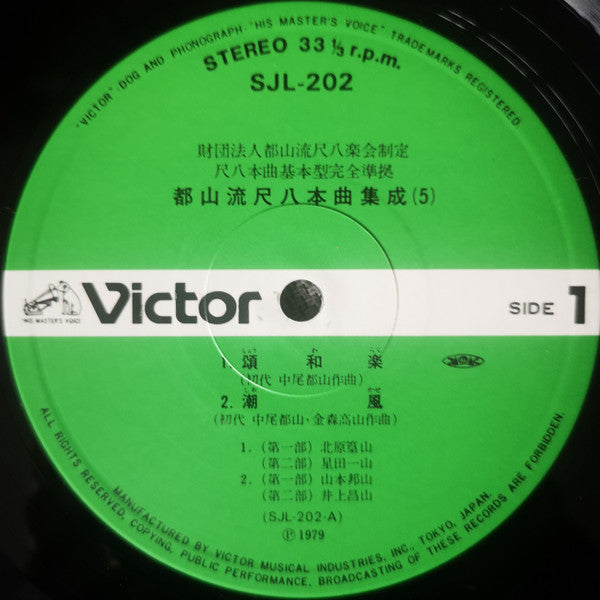 "VICTOR"-DOG AND PHONOGRAPH-"HIS MASTER'S VOICE" TRADEMARKS REGISTERED
STEREO 33⅓ r.p.m.
SJL-202
財団法人都山流尺八楽会制定
尺八本曲基本型完全準拠
都山流尺八本曲集成(5)
"HIS MASTER'S VOICE"
Victor
SIDE 1
1.頌和楽
(初代 中尾都山作曲)
2.潮風
(初代 中尾都山・金森高山作曲)
1.(第一部) 北原篁山
(第二部) 星田一山
2.(第一部) 山本邦山
(第二部) 井上昌山
(SJL-202-A)
Ⓟ 1979
ALL RIGHTS RESERVED, COPYING, PUBLIC PERFORMANCE, BROADCASTING OF THESE RECORDS ARE FORBIDDEN.
MANUFACTURED BY VICTOR MUSICAL INDUSTRIES, INC., TOKYO, JAPAN.